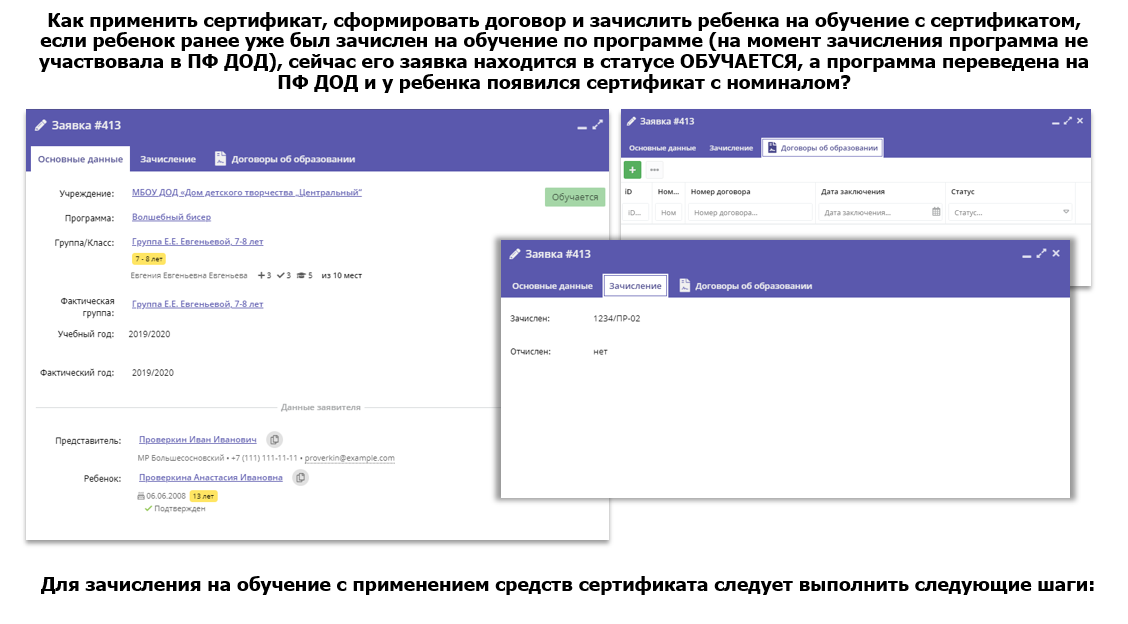 Как применить сертификат, сформировать договор и зачислить ребенка на обучение с сертификатом,
если ребенок ранее уже был зачислен на обучение по программе (на момент зачисления программа не
участвовала в ПФ ДОД), сейчас его заявка находится в статусе ОБУЧАЕТСЯ, а программа переведена на
ПФ ДОД и у ребенка появился сертификат с номиналом?
Заявка #413
Основные данные Зачисление Договоры об образовании
Учреждение: МБОУ ДОД «Дом детского творчества „Центральный"
Обучается
Программа: Волшебный бисер
Группа/Класс: Группа Е.Е. Евгеньевой, 7-8 лет
7 - 8 лет
Евгения Евгеньевна Евгеньева 3 3 5 из 10 мест
Фактическая группа: Группа Е.Е. Евгеньевой, 7-8 лет
Учебный год: 2019/2020
Фактический год: 2019/2020
Данные заявителя
Представитель: Проверкин Иван Иванович
МР Большесосновский • +7 (111) 111-11-11 • proverkin@example.com
Ребенок: Проверкина Анастасия Ивановна
06.06.2008 13 лет
Подтвержден
Заявка #413
Основные данные Зачисление Договоры об образовании
+ •••
ID Ном... Номер договора Дата заключения Статус
ID... Ном Номер договора... Дата заключения... Статус...
Заявка #413
Основные данные Зачисление Договоры об образовании
Зачислен: 1234/ПР-02
Отчислен: нет
Для зачисления на обучение с применением средств сертификата следует выполнить следующие шаги: